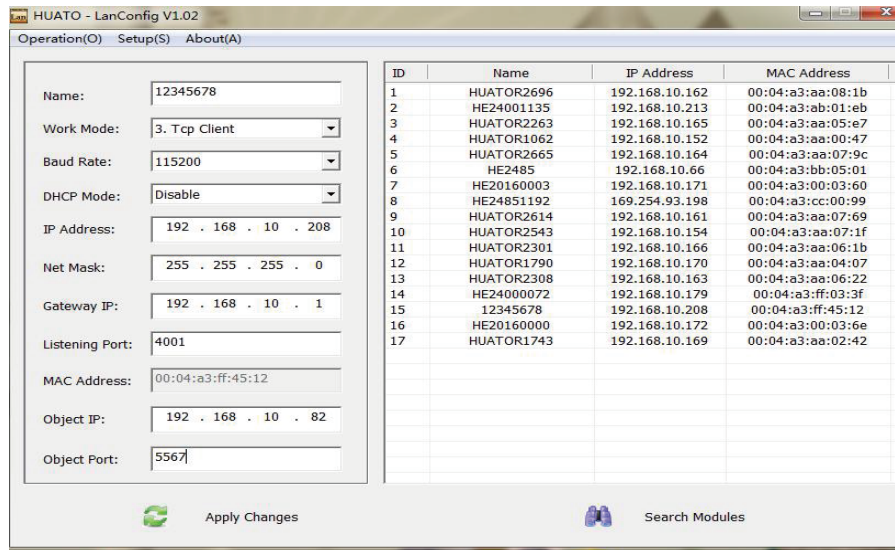 Lan HUATO - LanConfig V1.02
Operation(O) Setup(S) About(A)
Name: 12345678
Work Mode: 3. Tcp Client
Baud Rate: 115200
DHCP Mode: Disable
IP Address: 192 . 168 . 10 . 208
Net Mask: 255 . 255 . 255 . 0
Gateway IP: 192 . 168 . 10 . 1
Listening Port: 4001
MAC Address: 00:04:a3:ff:45:12
Object IP: 192 . 168 . 10 . 82
Object Port: 5567
Apply Changes
ID Name IP Address MAC Address
1 HUATOR2696 192.168.10.162 00:04:a3:aa:08:1b
2 HE24001135 192.168.10.213 00:04:a3:ab:01:eb
3 HUATOR2263 192.168.10.165 00:04:a3:aa:05:e7
4 HUATOR1062 192.168.10.152 00:04:a3:aa:00:47
5 HUATOR2665 192.168.10.164 00:04:a3:aa:07:9c
6 HE2485 192.168.10.66 00:04:a3:bb:05:01
7 HE20160003 192.168.10.171 00:04:a3:00:03:60
8 HE24851192 169.254.93.198 00:04:a3:cc:00:99
9 HUATOR2614 192.168.10.161 00:04:a3:aa:07:69
10 HUATOR2543 192.168.10.154 00:04:a3:aa:07:1f
11 HUATOR2301 192.168.10.166 00:04:a3:aa:06:1b
12 HUATOR1790 192.168.10.170 00:04:a3:aa:04:07
13 HUATOR2308 192.168.10.163 00:04:a3:aa:06:22
14 HE24000072 192.168.10.179 00:04:a3:ff:03:3f
15 12345678 192.168.10.208 00:04:a3:ff:45:12
16 HE20160000 192.168.10.172 00:04:a3:00:03:6e
17 HUATOR1743 192.168.10.169 00:04:a3:aa:02:42
Search Modules